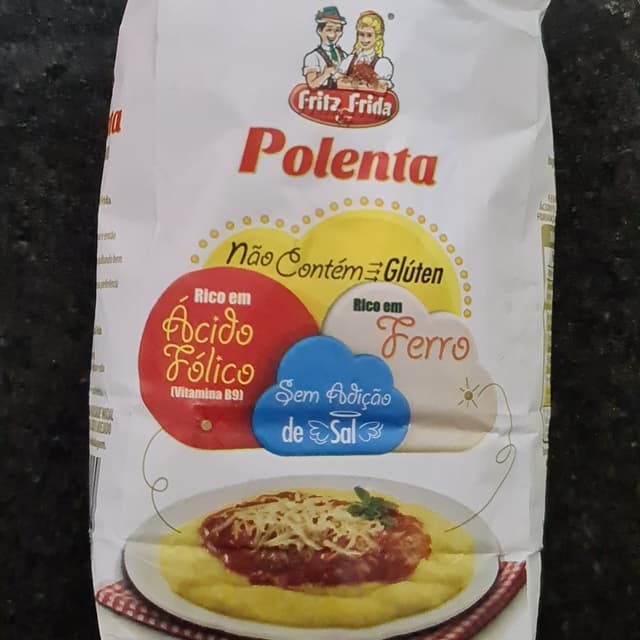 Fritz & Frida
Polenta
Não Contém Glúten
Rico em
Ácido
Fólico
(Vitamina B9)
Rico em
Ferro
Sem Adição
de Sal